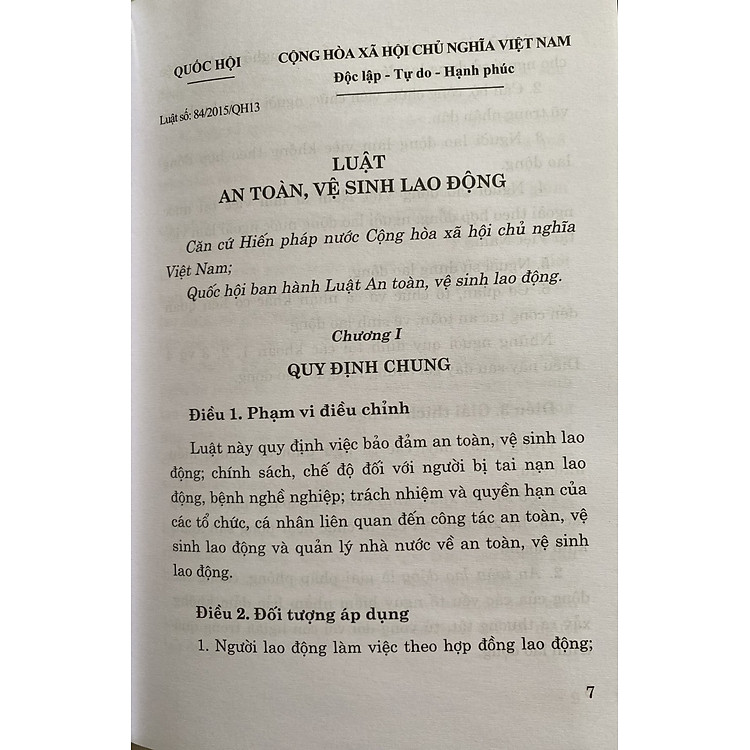 QUỐC HỘI
CỘNG HÒA XÃ HỘI CHỦ NGHĨA VIỆT NAM
Độc lập - Tự do - Hạnh phúc
Luật số: 84/2015/QH13
LUẬT
AN TOÀN, VỆ SINH LAO ĐỘNG
Căn cứ Hiến pháp nước Cộng hòa xã hội chủ nghĩa
Việt Nam;
Quốc hội ban hành Luật An toàn, vệ sinh lao động.
Chương I
QUY ĐỊNH CHUNG
Điều 1. Phạm vi điều chỉnh
Luật này quy định việc bảo đảm an toàn, vệ sinh lao
động; chính sách, chế độ đối với người bị tai nạn lao
động, bệnh nghề nghiệp; trách nhiệm và quyền hạn của
các tổ chức, cá nhân liên quan đến công tác an toàn, vệ
sinh lao động và quản lý nhà nước về an toàn, vệ sinh
lao động.
Điều 2. Đối tượng áp dụng
1. Người lao động làm việc theo hợp đồng lao động;
7